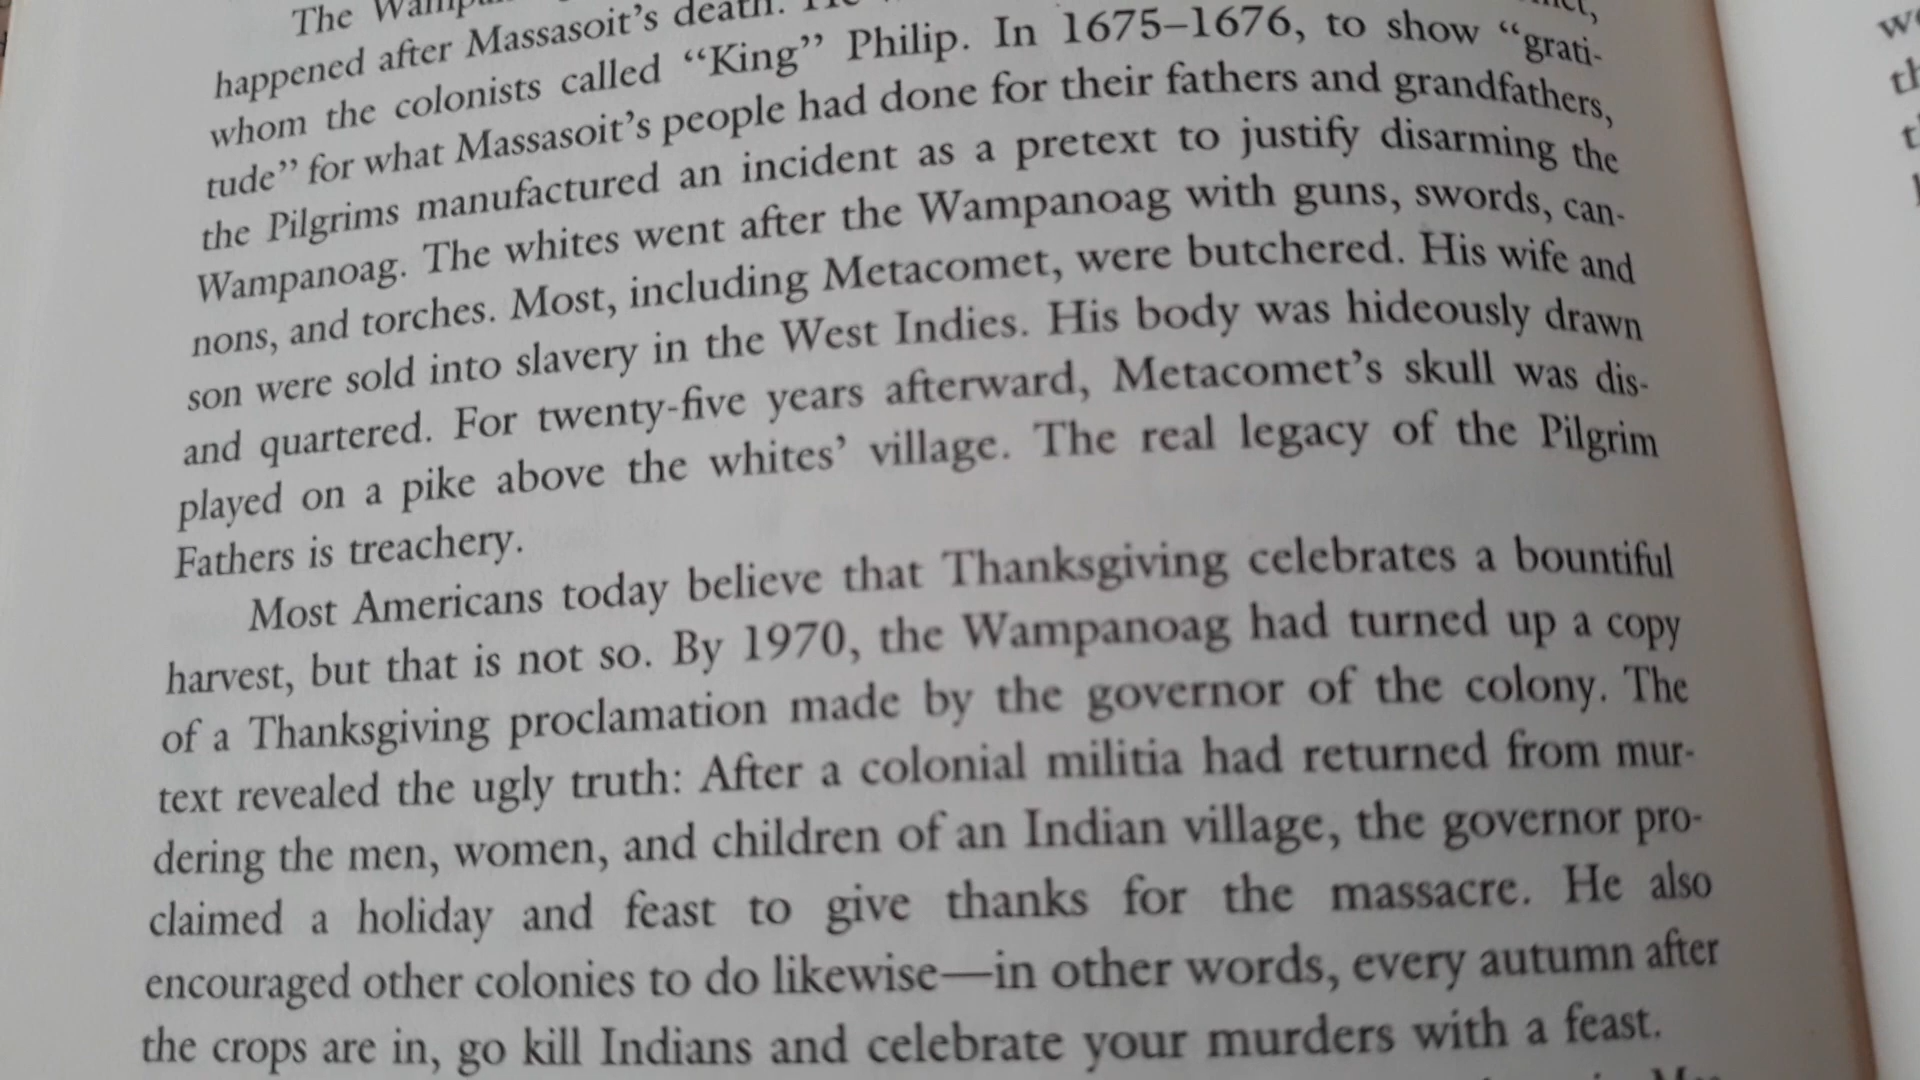 The
happened after Massasoit's death.
whom the colonists called “King” Philip. In 1675–1676, to show “grati-
tude” for what Massasoit's people had done for their fathers and grandfathers,
the Pilgrims manufactured an incident as a pretext to justify disarming the
Wampanoag. The whites went after the Wampanoag with guns, swords, can-
nons, and torches. Most, including Metacomet, were butchered. His wife and
son were sold into slavery in the West Indies. His body was hideously drawn
and quartered. For twenty-five years afterward, Metacomet's skull was dis-
played on a pike above the whites' village. The real legacy of the Pilgrim
Fathers is treachery.
Most Americans today believe that Thanksgiving celebrates a bountiful
harvest, but that is not so. By 1970, the Wampanoag had turned up a copy
of a Thanksgiving proclamation made by the governor of the colony. The
text revealed the ugly truth: After a colonial militia had returned from mur-
dering the men, women, and children of an Indian village, the governor pro-
claimed a holiday and feast to give thanks for the massacre. He also
encouraged other colonies to do likewise—in other words, every autumn after
the crops are in, go kill Indians and celebrate your murders with a feast.